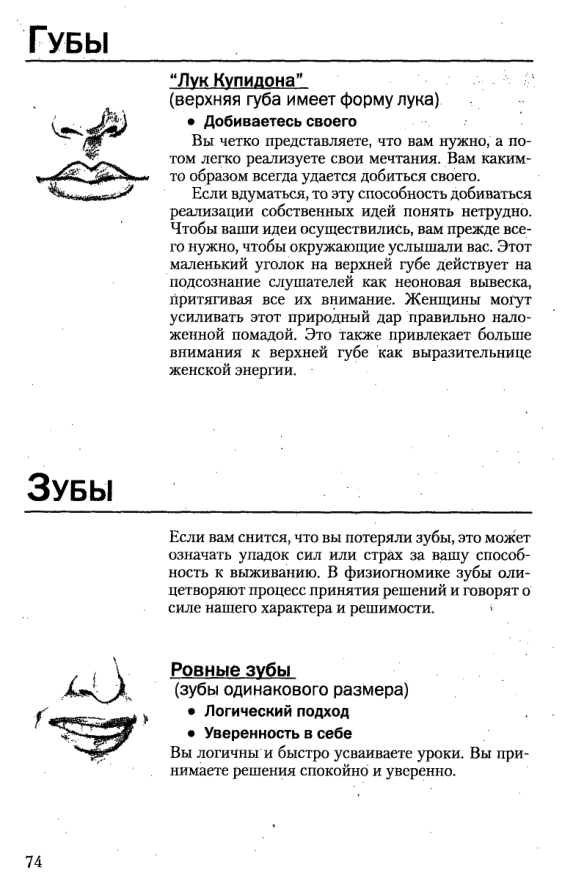 ГУБЫ
“Лук Купидона”
(верхняя губа имеет форму лука)
• Добиваетесь своего
Вы четко представляете, что вам нужно, а по-
том легко реализуете свои мечтания. Вам каким-
то образом всегда удается добиться своего.
Если вдуматься, то эту способность добиваться
реализации собственных идей понять нетрудно.
Чтобы ваши идеи осуществились, вам прежде все-
го нужно, чтобы окружающие услышали вас. Этот
маленький уголок на верхней губе действует на
подсознание слушателей как неоновая вывеска,
притягивая все их внимание. Женщины могут
усиливать этот природный дар правильно нало-
женной помадой. Это также привлекает больше
внимания к верхней губе как выразительнице
женской энергии.
ЗУБЫ
Если вам снится, что вы потеряли зубы, это может
означать упадок сил или страх за вашу способ-
ность к выживанию. В физиогномике зубы оли-
цетворяют процесс принятия решений и говорят о
силе нашего характера и решимости.
Ровные зубы
(зубы одинакового размера)
• Логический подход
• Уверенность в себе
Вы логичны и быстро усваиваете уроки. Вы при-
нимаете решения спокойно и уверенно.
74